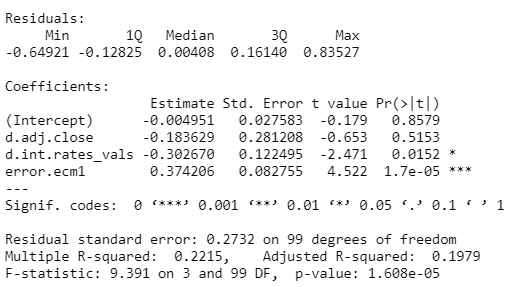 Residuals:
     Min       1Q   Median       3Q      Max
-0.64921 -0.12825  0.00408  0.16140  0.83527

Coefficients:
                  Estimate Std. Error t value Pr(>|t|)
(Intercept)      -0.004951   0.027583  -0.179   0.8579
d.adj.close      -0.183629   0.281208  -0.653   0.5153
d.int.rates_vals -0.302670   0.122495  -2.471   0.0152 *
error.ecm1        0.374206   0.082755   4.522  1.7e-05 ***
---
Signif. codes:  0 ‘***’ 0.001 ‘**’ 0.01 ‘*’ 0.05 ‘.’ 0.1 ‘ ’ 1

Residual standard error: 0.2732 on 99 degrees of freedom
Multiple R-squared:  0.2215,	Adjusted R-squared:  0.1979
F-statistic: 9.391 on 3 and 99 DF,  p-value: 1.608e-05